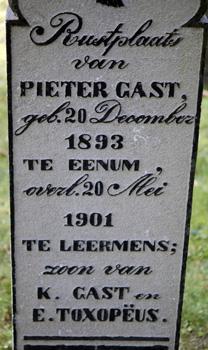 Rustplaats
van
PIETER GAST,
geb. 20 December
1893
TE EENUM,
overl. 20 Mei
1901
TE LEERMENS;
zoon van
K. GAST en
E. TOXOPËUS.